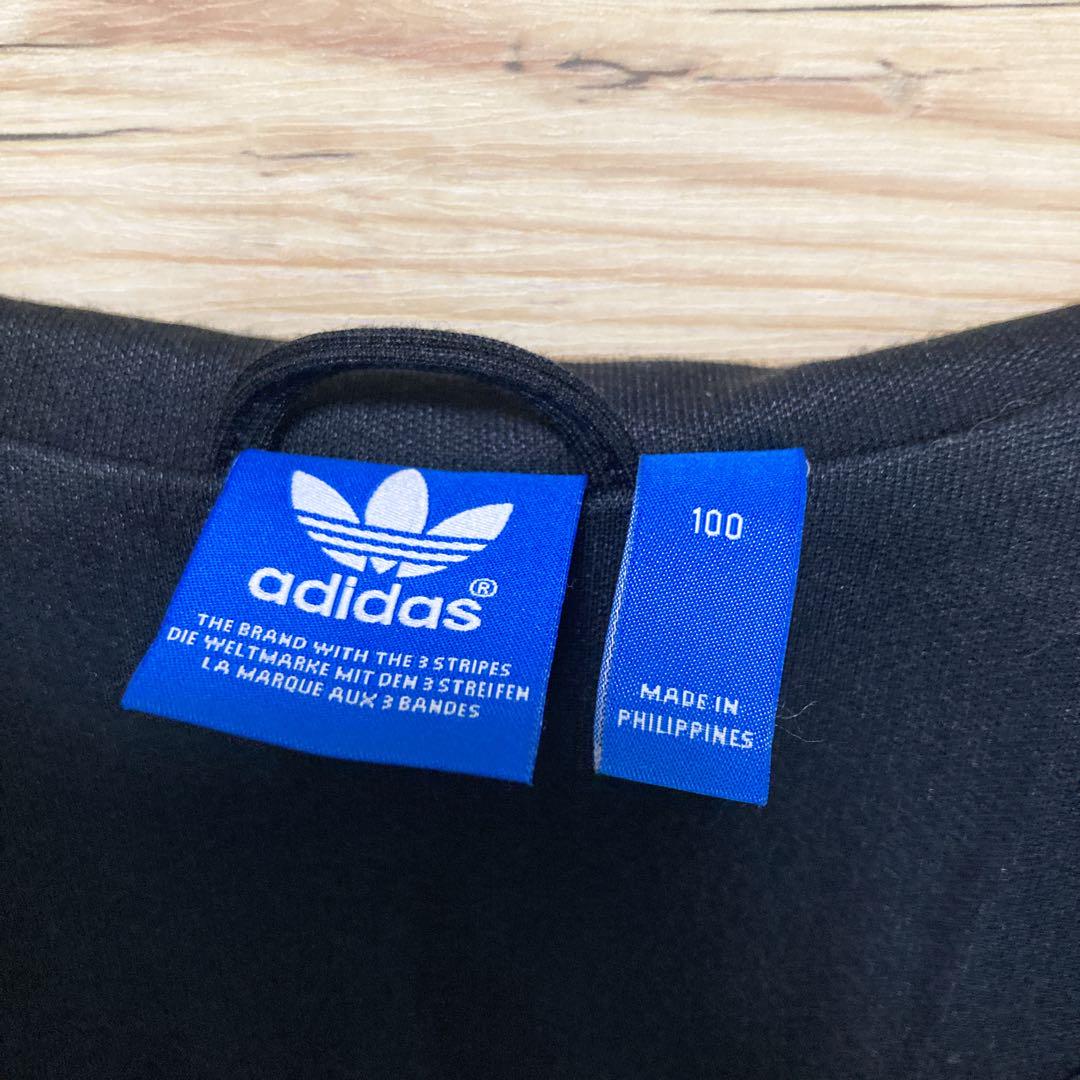 adidas®
THE BRAND WITH THE 3 STRIPES
DIE WELTMARKE MIT DEN 3 STREIFEN
LA MARQUE AUX 3 BANDES
100
MADE IN
PHILIPPINES